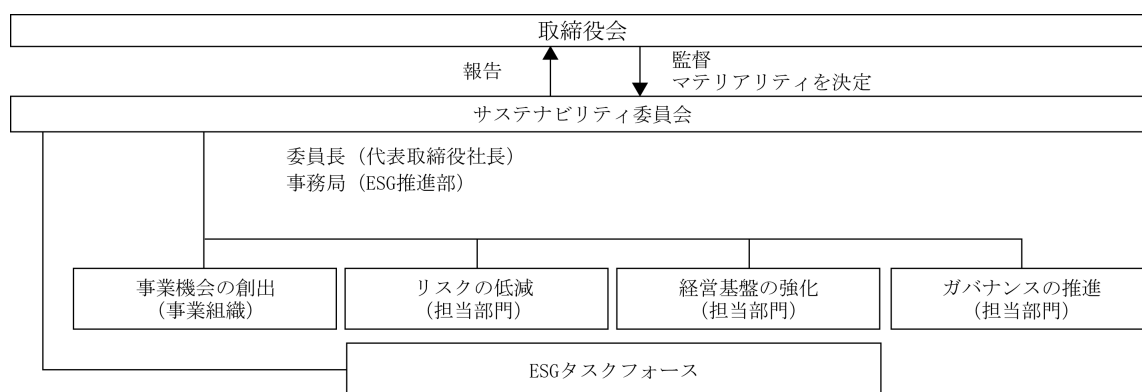 取締役会
報告
監督
マテリアリティを決定
サステナビリティ委員会
委員長（代表取締役社長）
事務局（ESG推進部）
事業機会の創出
（事業組織）
リスクの低減
（担当部門）
経営基盤の強化
（担当部門）
ガバナンスの推進
（担当部門）
ESGタスクフォース